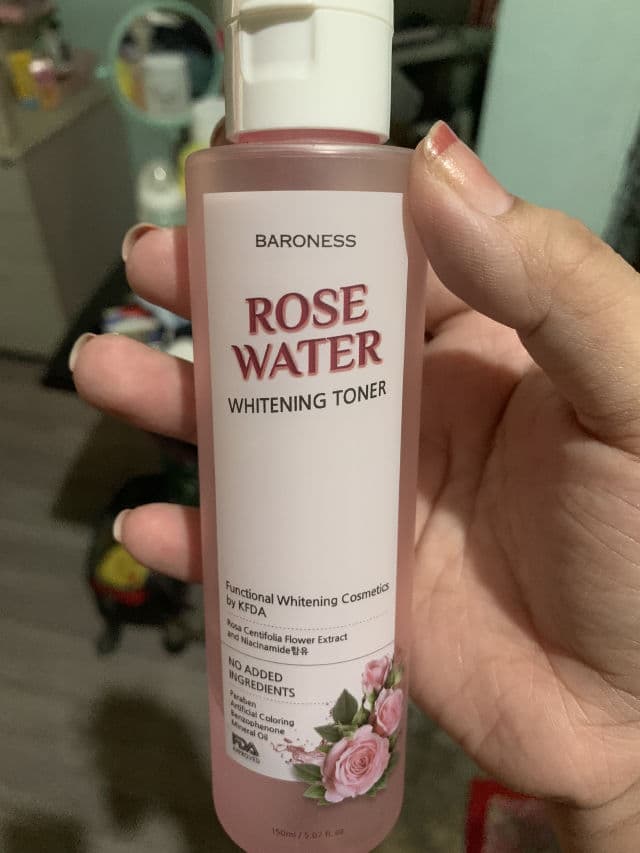 BARONESS
ROSE
WATER
WHITENING TONER
Functional Whitening Cosmetics
by KFDA
Rosa Centifolia Flower Extract
and Niacinamide함유
NO ADDED
INGREDIENTS
Paraben
Artificial Coloring
Benzophenone
Mineral Oil
FDA
APPROVED
150ml / 5.07 fl. oz